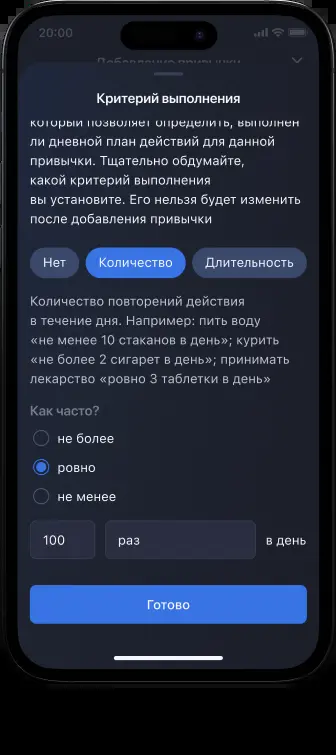 20:00
Добавление привычки
Критерий выполнения
который позволяет определить, выполнен
ли дневной план действий для данной
привычки. Тщательно обдумайте,
какой критерий выполнения
вы установите. Его нельзя будет изменить
после добавления привычки
Нет
Количество
Длительность
Количество повторений действия
в течение дня. Например: пить воду
«не менее 10 стаканов в день»; курить
«не более 2 сигарет в день»; принимать
лекарство «ровно 3 таблетки в день»
Как часто?
не более
ровно
не менее
100 раз в день
Готово